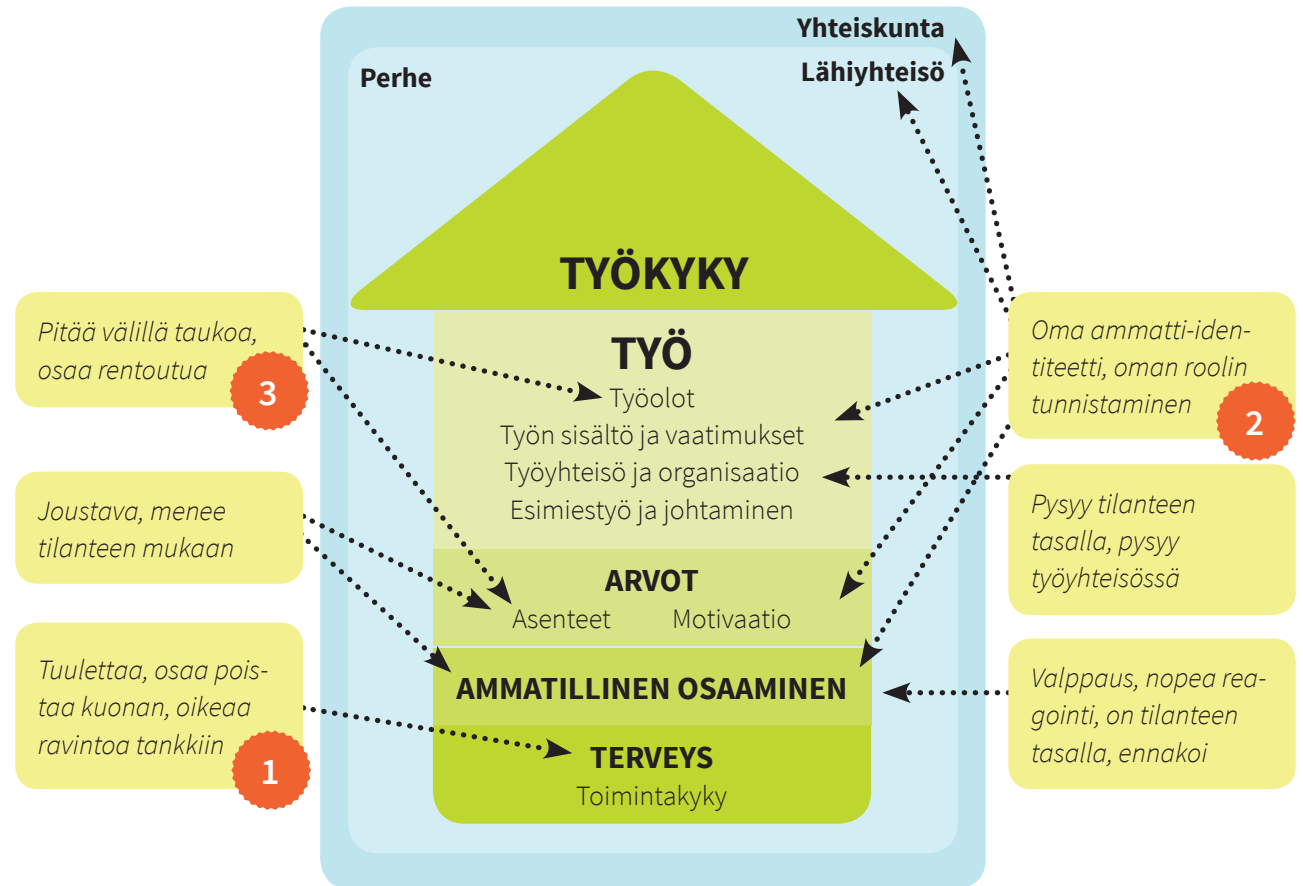 Yhteiskunta
Lähiyhteisö
Perhe
TYÖKYKY
TYÖ
Työolot
Työn sisältö ja vaatimukset
Työyhteisö ja organisaatio
Esimiestyö ja johtaminen
ARVOT
Asenteet Motivaatio
AMMATILLINEN OSAAMINEN
TERVEYS
Toimintakyky
Pitää välillä taukoa,
osaa rentoutua
3
Joustava, menee
tilanteen mukaan
Tuulettaa, osaa pois-
taa kuonan, oikeaa
ravintoa tankkiin
1
Oma ammatti-iden-
titeetti, oman roolin
tunnistaminen
2
Pysyy tilanteen
tasalla, pysyy
työyhteisössä
Valppaus, nopea rea-
gointi, on tilanteen
tasalla, ennakoi